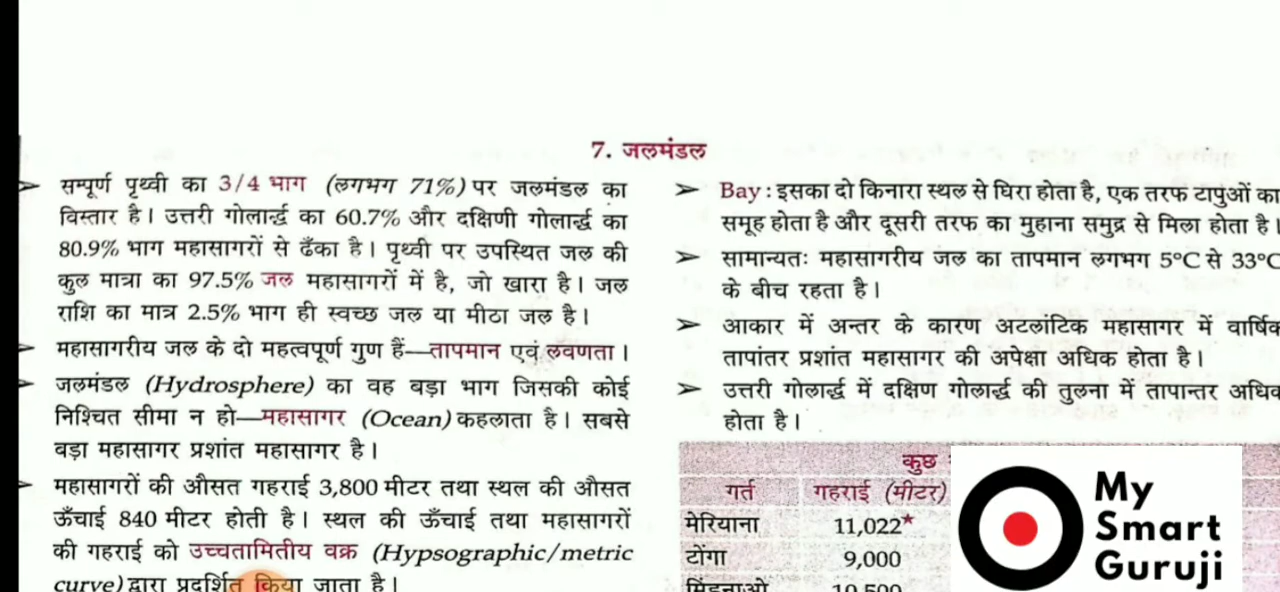 7. जलमंडल
➢ सम्पूर्ण पृथ्वी का 3/4 भाग (लगभग 71%) पर जलमंडल का
विस्तार है। उत्तरी गोलार्द्ध का 60.7% और दक्षिणी गोलार्द्ध का
80.9% भाग महासागरों से ढँका है। पृथ्वी पर उपस्थित जल की
कुल मात्रा का 97.5% जल महासागरों में है, जो खारा है। जल
राशि का मात्र 2.5% भाग ही स्वच्छ जल या मीठा जल है।
➢ महासागरीय जल के दो महत्वपूर्ण गुण हैं—तापमान एवं लवणता।
➢ जलमंडल (Hydrosphere) का वह बड़ा भाग जिसकी कोई
निश्चित सीमा न हो—महासागर (Ocean) कहलाता है। सबसे
बड़ा महासागर प्रशांत महासागर है।
➢ महासागरों की औसत गहराई 3,800 मीटर तथा स्थल की औसत
ऊँचाई 840 मीटर होती है। स्थल की ऊँचाई तथा महासागरों
की गहराई को उच्चतामितीय वक्र (Hypsographic/metric
curve) द्वारा प्रदर्शित किया जाता है।
➢ Bay : इसका दो किनारा स्थल से घिरा होता है, एक तरफ टापुओं का
समूह होता है और दूसरी तरफ का मुहाना समुद्र से मिला होता है।
➢ सामान्यतः महासागरीय जल का तापमान लगभग 5°C से 33°C
के बीच रहता है।
➢ आकार में अन्तर के कारण अटलांटिक महासागर में वार्षिक
तापांतर प्रशांत महासागर की अपेक्षा अधिक होता है।
➢ उत्तरी गोलार्द्ध में दक्षिण गोलार्द्ध की तुलना में तापान्तर अधिक
होता है।
कुछ
गर्त गहराई (मीटर)
मेरियाना 11,022★
टोंगा 9,000
मिंडनाओ 10,500
My
Smart
Guruji